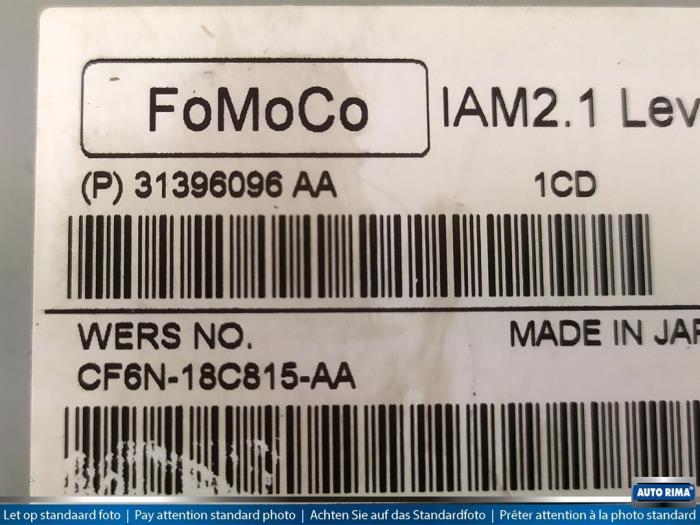 FoMoCo IAM2.1 Lev
(P) 31396096 AA 1CD
WERS NO. MADE IN JAP
CF6N-18C815-AA
AUTO RIMA
Let op standaard foto | Pay attention standard photo | Achten Sie auf das Standardfoto | Prêter attention à la photo standard